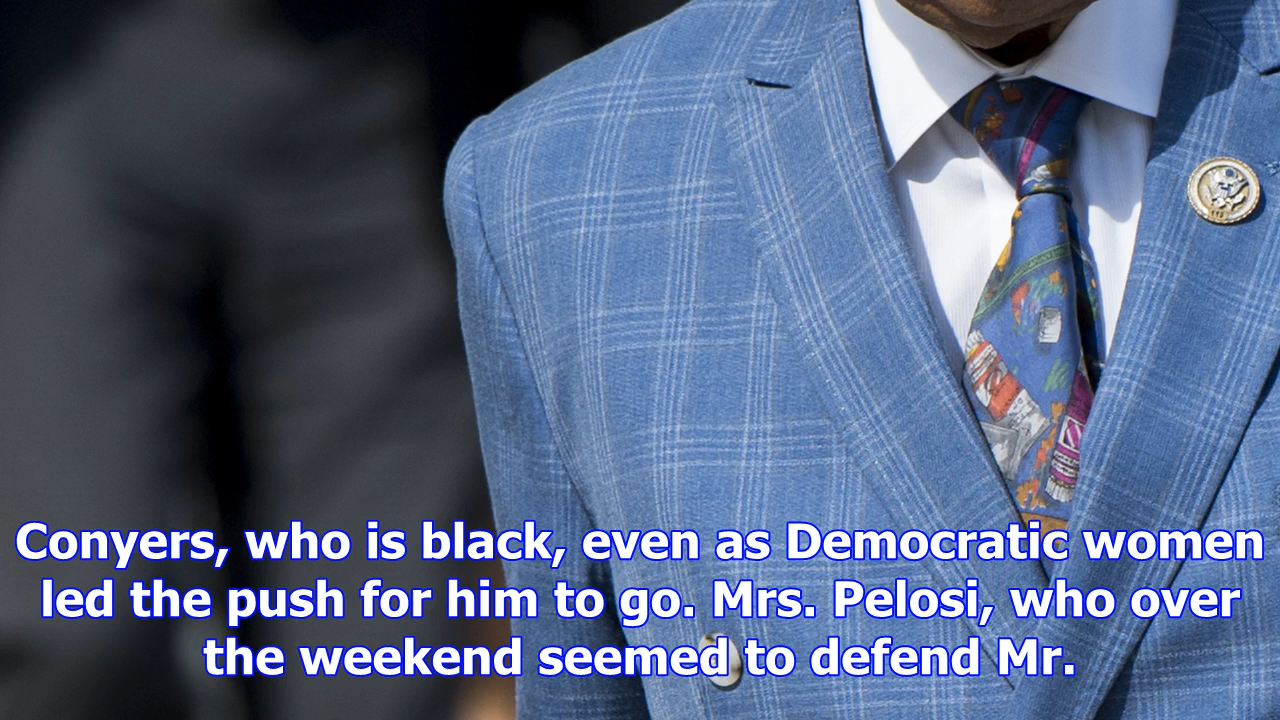 Conyers, who is black, even as Democratic women
led the push for him to go. Mrs. Pelosi, who over
the weekend seemed to defend Mr.